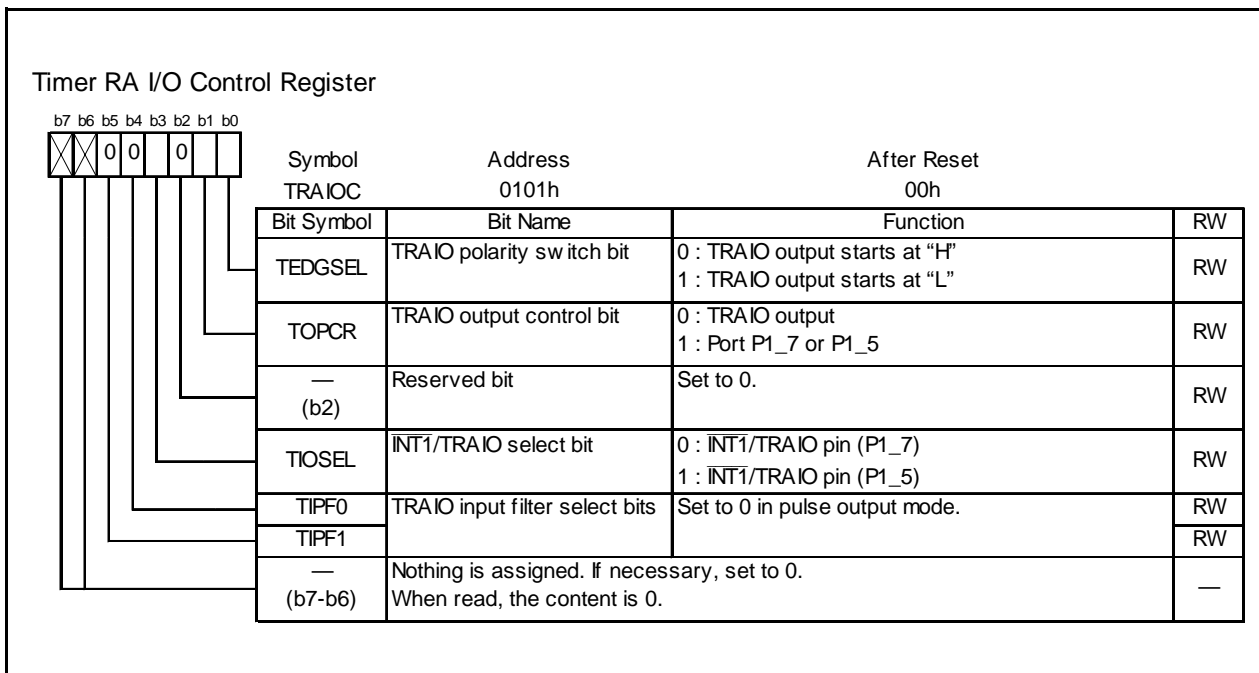 Timer RA I/O Control Register
b7 b6 b5 b4 b3 b2 b1 b0
0 0 0
Symbol Address After Reset
TRAIOC 0101h 00h
Bit Symbol Bit Name Function RW
TEDGSEL TRAIO polarity switch bit 0 : TRAIO output starts at “H” RW
1 : TRAIO output starts at “L”
TOPCR TRAIO output control bit 0 : TRAIO output RW
1 : Port P1_7 or P1_5
— Reserved bit Set to 0. RW
(b2)
TIOSEL INT1/TRAIO select bit 0 : INT1/TRAIO pin (P1_7) RW
1 : INT1/TRAIO pin (P1_5)
TIPF0 TRAIO input filter select bits Set to 0 in pulse output mode. RW
TIPF1 RW
— Nothing is assigned. If necessary, set to 0. —
(b7-b6) When read, the content is 0.